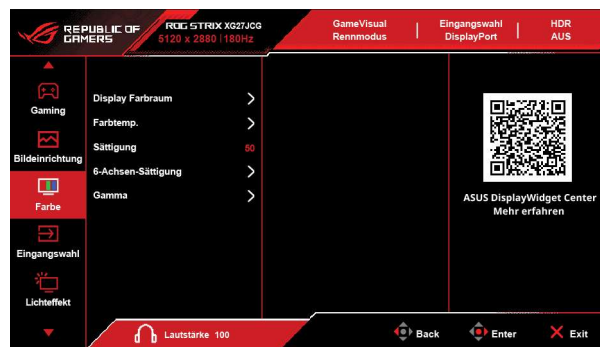 REPUBLIC OF
GAMERS
ROG STRIX XG27JCG
5120 x 2880 | 180Hz
GameVisual
Rennmodus
Eingangswahl
DisplayPort
HDR
AUS
Gaming
Bildeinrichtung
Farbe
Eingangswahl
Lichteffekt
Display Farbraum
Farbtemp.
Sättigung 50
6-Achsen-Sättigung
Gamma
ASUS DisplayWidget Center
Mehr erfahren
Lautstärke 100
Back
Enter
Exit